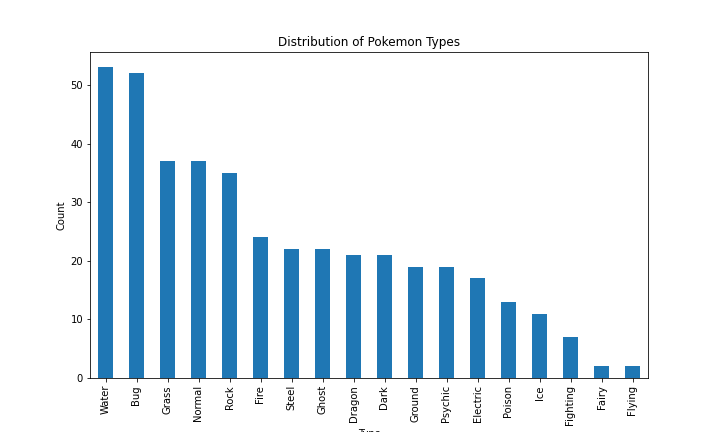 Distribution of Pokemon Types
Count
50
40
30
20
10
0
Water
Bug
Grass
Normal
Rock
Fire
Steel
Ghost
Dragon
Dark
Ground
Psychic
Electric
Poison
Ice
Fighting
Fairy
Flying
Type